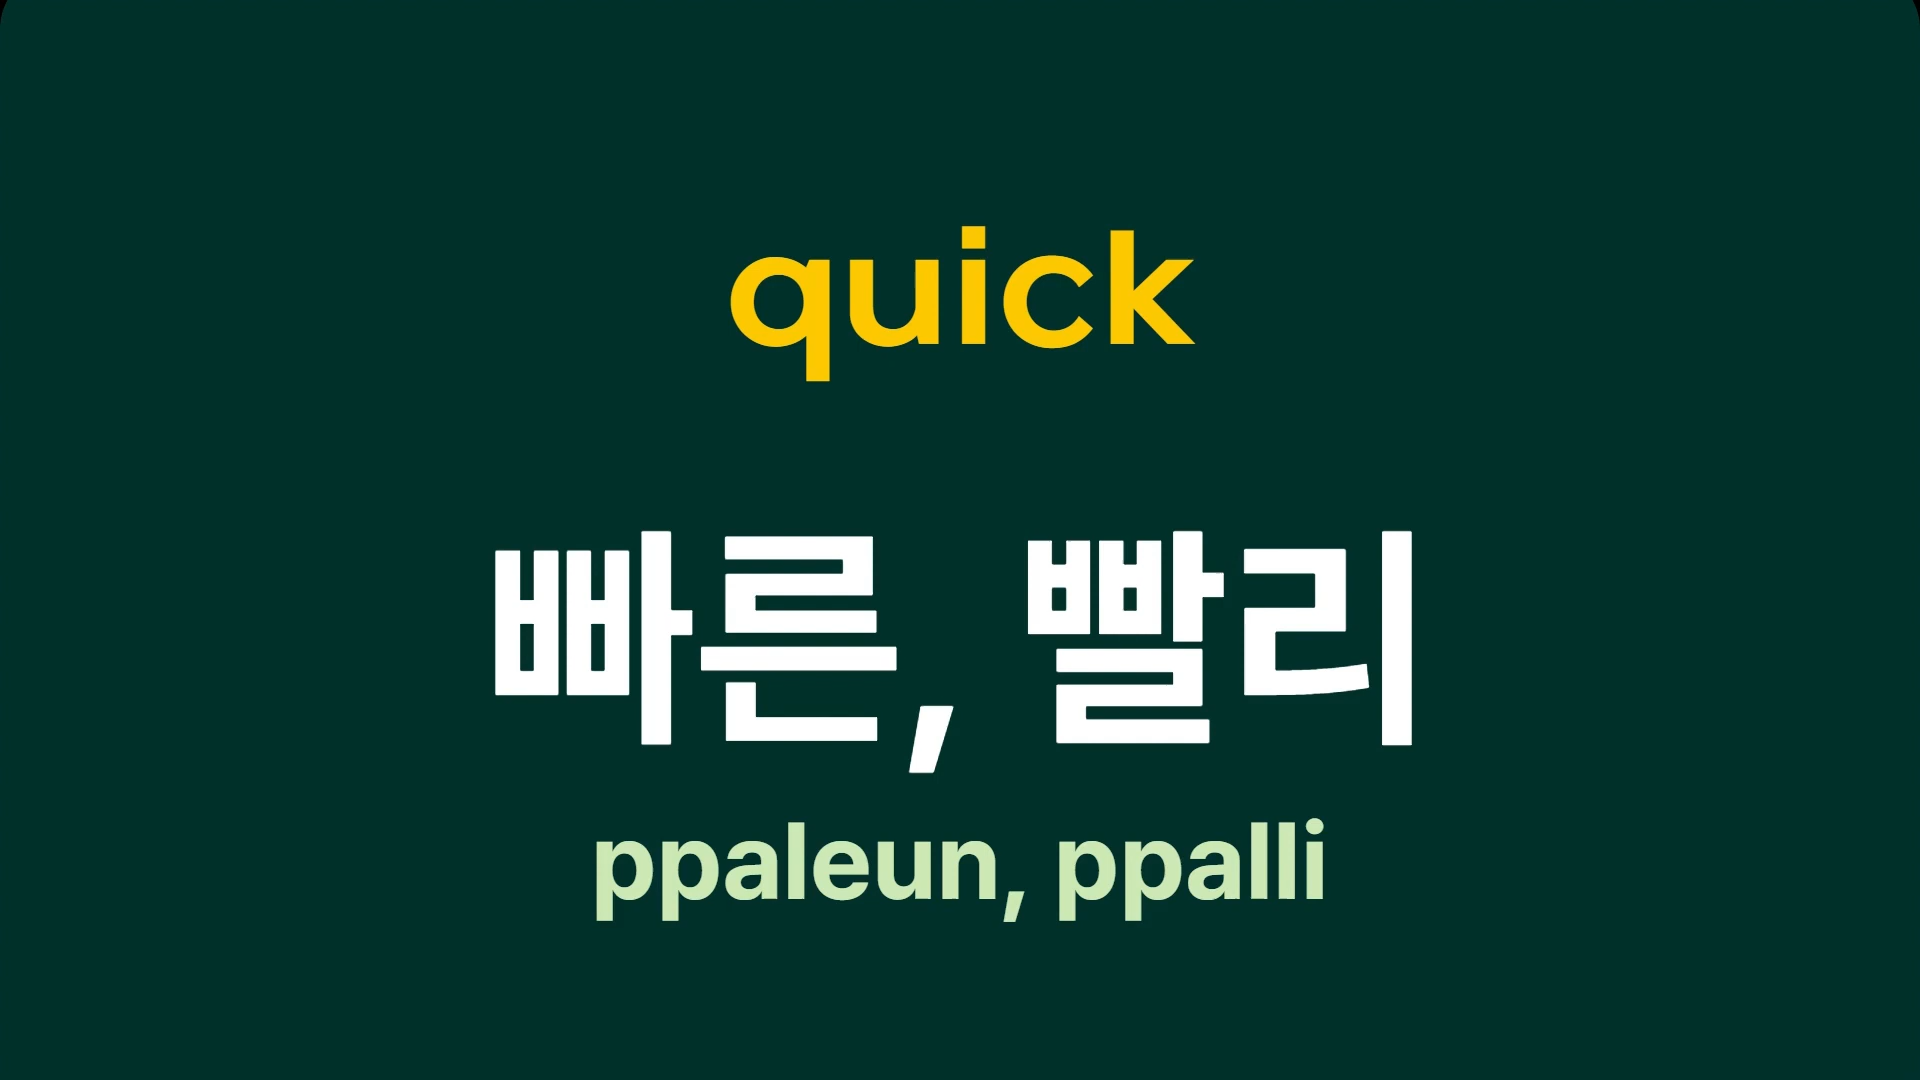 quick
빠른, 빨리
ppaleun, ppalli